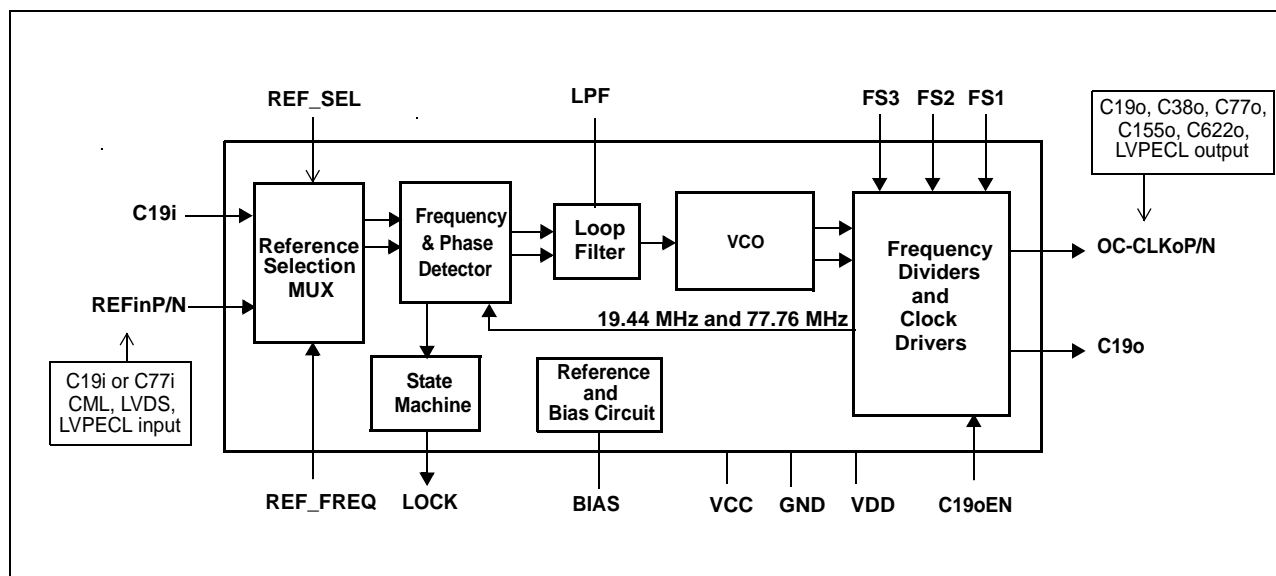 REF_SEL
LPF
FS3
FS2
FS1
C19o, C38o, C77o,
C155o, C622o,
LVPECL output
C19i
REFinP/N
C19i or C77i
CML, LVDS,
LVPECL input
Reference
Selection
MUX
Frequency
& Phase
Detector
Loop
Filter
VCO
Frequency
Dividers
and
Clock
Drivers
OC-CLKoP/N
C19o
19.44 MHz and 77.76 MHz
State
Machine
Reference
and
Bias Circuit
REF_FREQ
LOCK
BIAS
VCC
GND
VDD
C19oEN